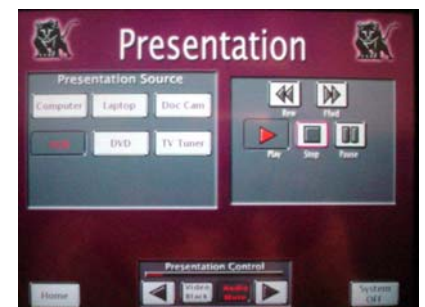 Presentation
Presentation Source
Computer
Laptop
Doc Cam
DVD
TV Tuner
Rew
Play
Stop
Pause
Presentation Control
Video
Black
Audio
Mute
Home
System
OFF